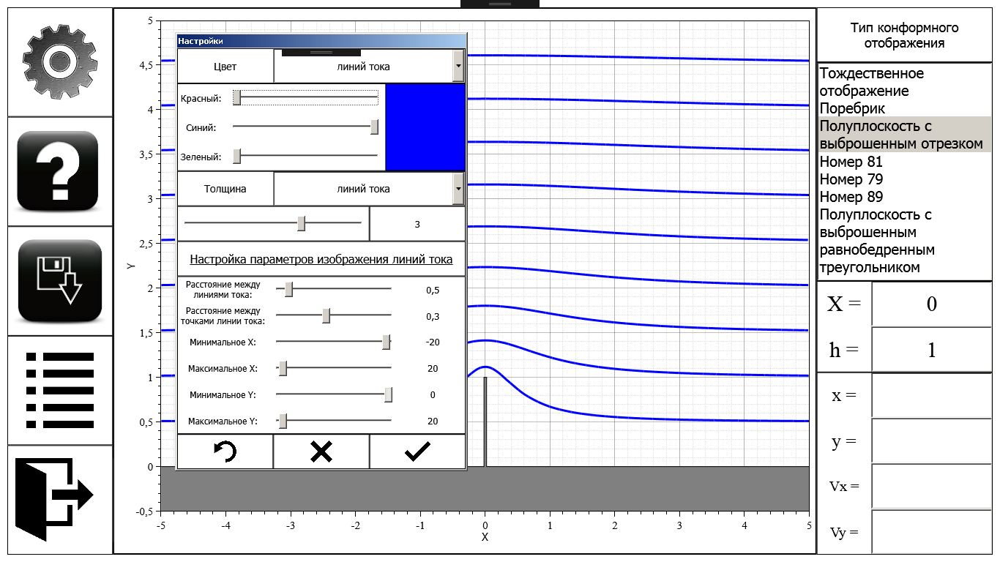 Настройки
Цвет
линий тока
Красный:
Синий:
Зеленый:
Толщина
линий тока
3
Настройка параметров изображения линий тока
Расстояние между
линиями тока:
0,5
Расстояние между
точками линии тока:
0,3
Минимальное X:
-20
Максимальное X:
20
Минимальное Y:
0
Максимальное Y:
20
5
4,5
4
3,5
3
2,5
2
1,5
1
0,5
0
-0,5
Y
-5
-4
-3
-2
-1
0
1
2
3
4
5
X
Тип конформного
отображения
Тождественное
отображение
Поребрик
Полуплоскость с
выброшенным отрезком
Номер 81
Номер 79
Номер 89
Полуплоскость с
выброшенным
равнобедренным
треугольником
X =
0
h =
1
x =
y =
Vx =
Vy =